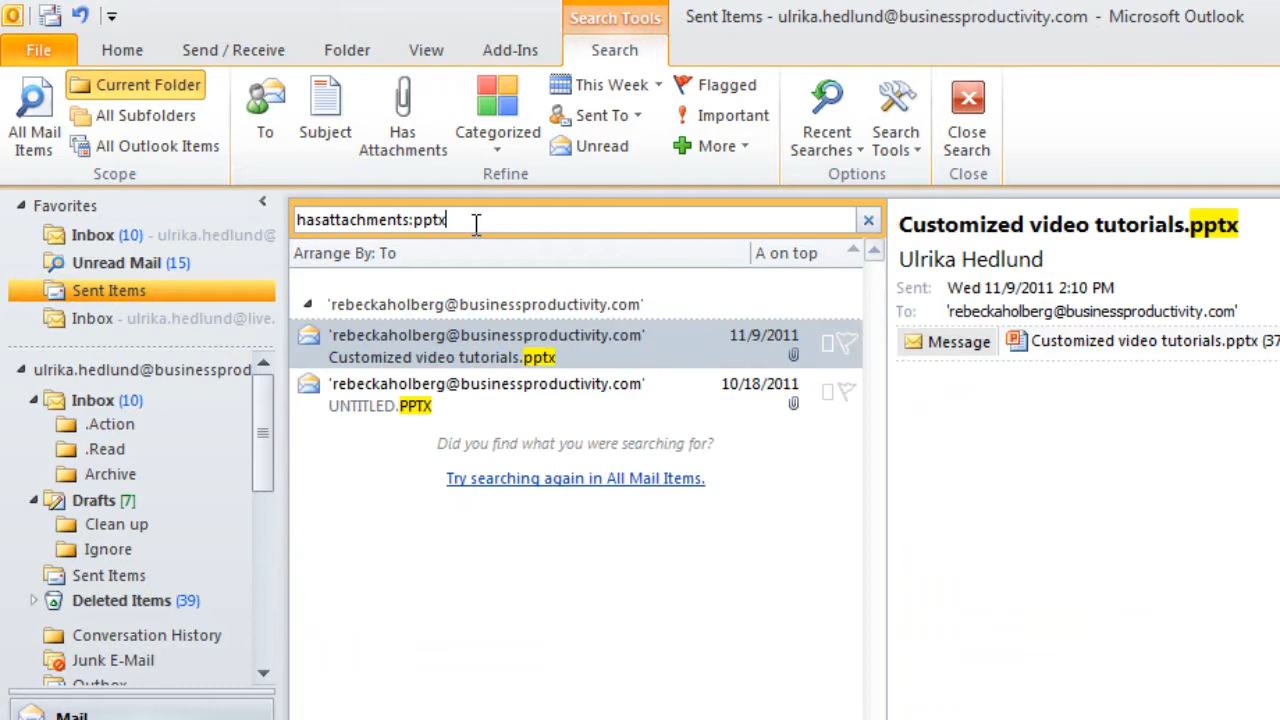 Search Tools
Sent Items - ulrika.hedlund@businessproductivity.com - Microsoft Outlook
File Home Send / Receive Folder View Add-Ins Search
All Mail Items
Current Folder
All Subfolders
All Outlook Items
Scope
To
Subject
Has Attachments
Categorized
This Week
Sent To
Unread
Flagged
Important
More
Refine
Recent Searches
Search Tools
Options
Close Search
Close
Favorites
Inbox (10) - ulrika.hedlund@
Unread Mail (15)
Sent Items
Inbox - ulrika.hedlund@live.
ulrika.hedlund@businessprod
Inbox (10)
.Action
.Read
Archive
Drafts [7]
Clean up
Ignore
Sent Items
Deleted Items (39)
Conversation History
Junk E-Mail
Outbox
Mail
hasattachments:pptx
Arrange By: To A on top
'rebeckaholberg@businessproductivity.com'
'rebeckaholberg@businessproductivity.com' 11/9/2011
Customized video tutorials.pptx
'rebeckaholberg@businessproductivity.com' 10/18/2011
UNTITLED.PPTX
Did you find what you were searching for?
Try searching again in All Mail Items.
Customized video tutorials.pptx
Ulrika Hedlund
Sent: Wed 11/9/2011 2:10 PM
To: 'rebeckaholberg@businessproductivity.com'
Message Customized video tutorials.pptx (37